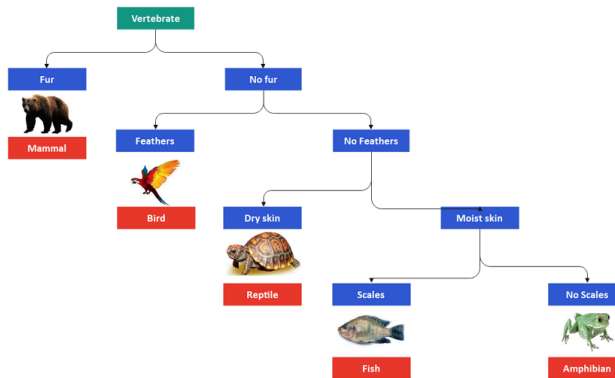 Vertebrate
Fur
No fur
Mammal
Feathers
No Feathers
Bird
Dry skin
Moist skin
Reptile
Scales
No Scales
Fish
Amphibian